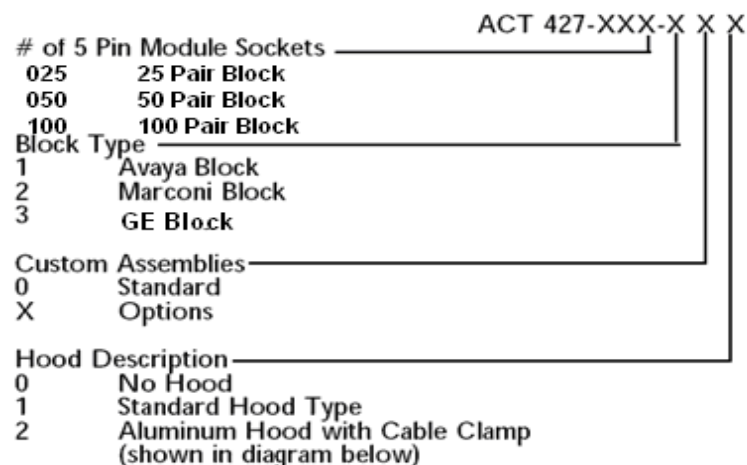 ACT 427-XXX-X X X
# of 5 Pin Module Sockets
025 25 Pair Block
050 50 Pair Block
100 100 Pair Block
Block Type
1 Avaya Block
2 Marconi Block
3 GE Block
Custom Assemblies
0 Standard
X Options
Hood Description
0 No Hood
1 Standard Hood Type
2 Aluminum Hood with Cable Clamp
(shown in diagram below)